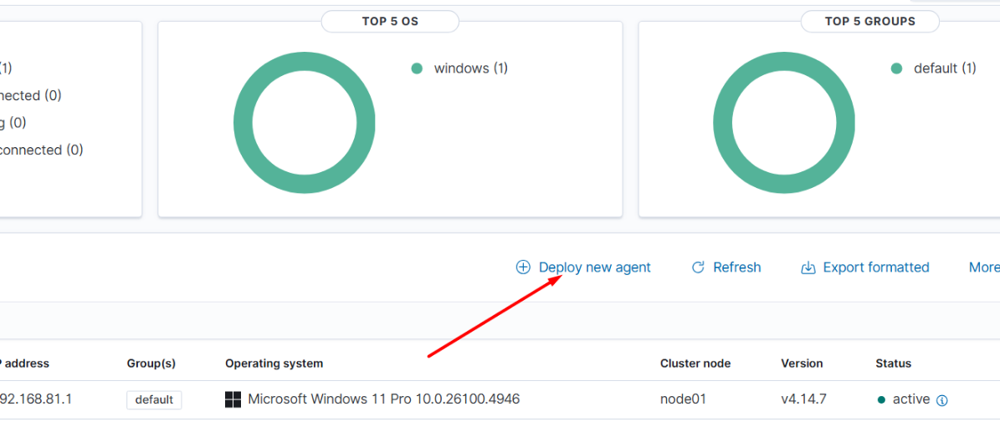 TOP 5 OS
TOP 5 GROUPS
(1)
windows (1)
default (1)
nected (0)
g (0)
connected (0)
Deploy new agent
Refresh
Export formatted
More
P address
Group(s)
Operating system
Cluster node
Version
Status
92.168.81.1
default
Microsoft Windows 11 Pro 10.0.26100.4946
node01
v4.14.7
active